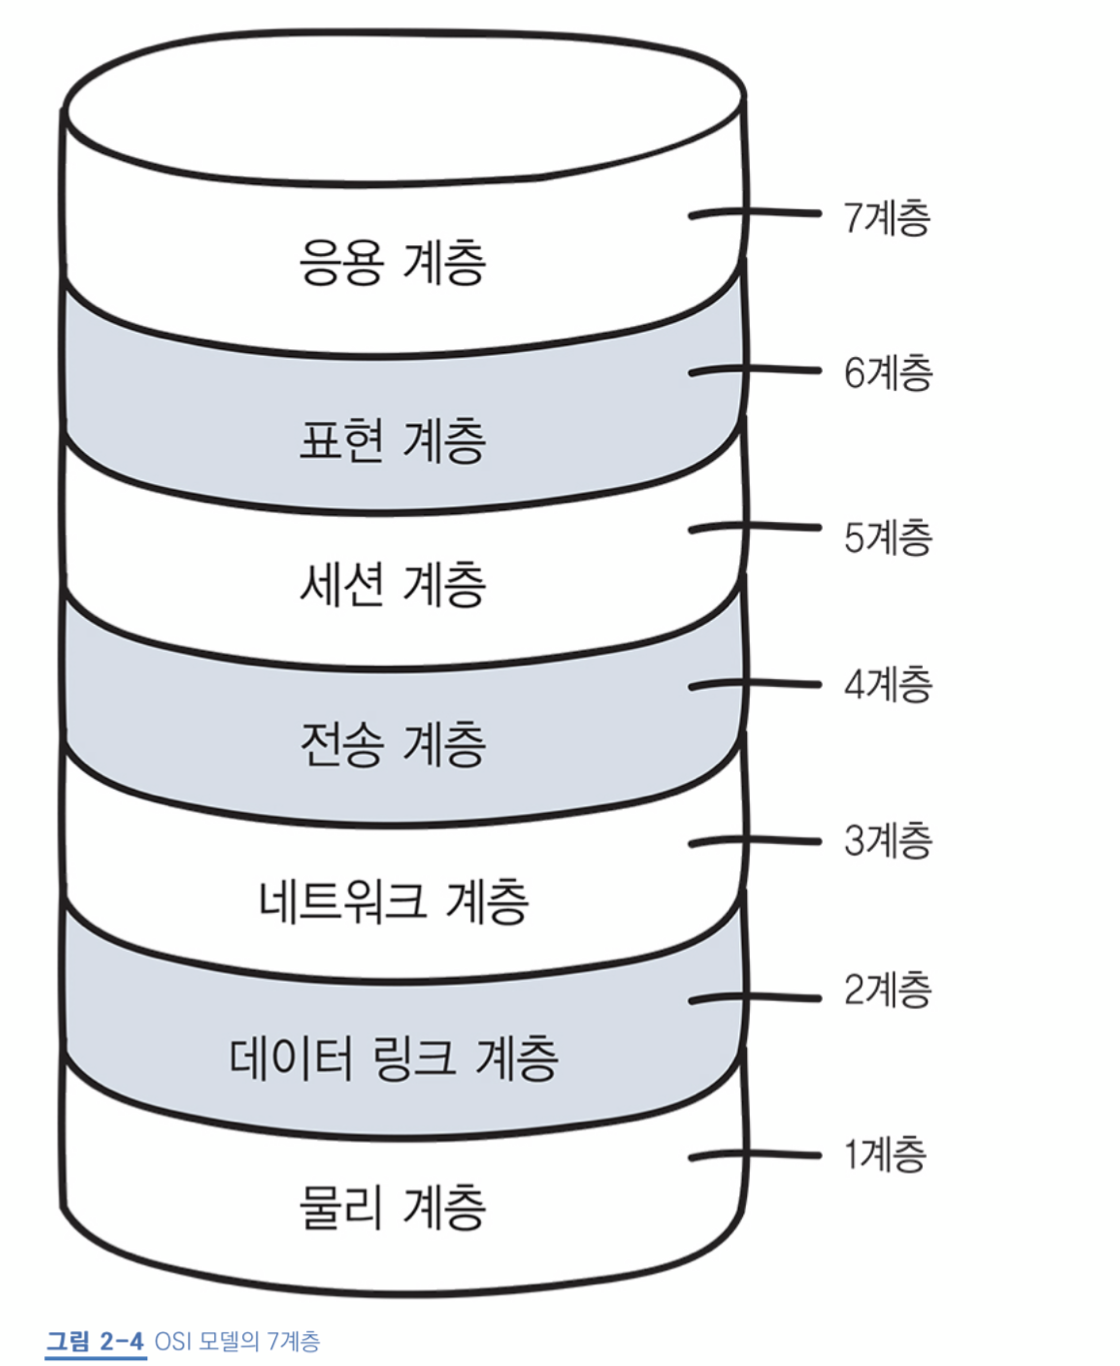 7계층
응용 계층
6계층
표현 계층
5계층
세션 계층
4계층
전송 계층
3계층
네트워크 계층
2계층
데이터 링크 계층
1계층
물리 계층
그림 2-4 OSI 모델의 7계층